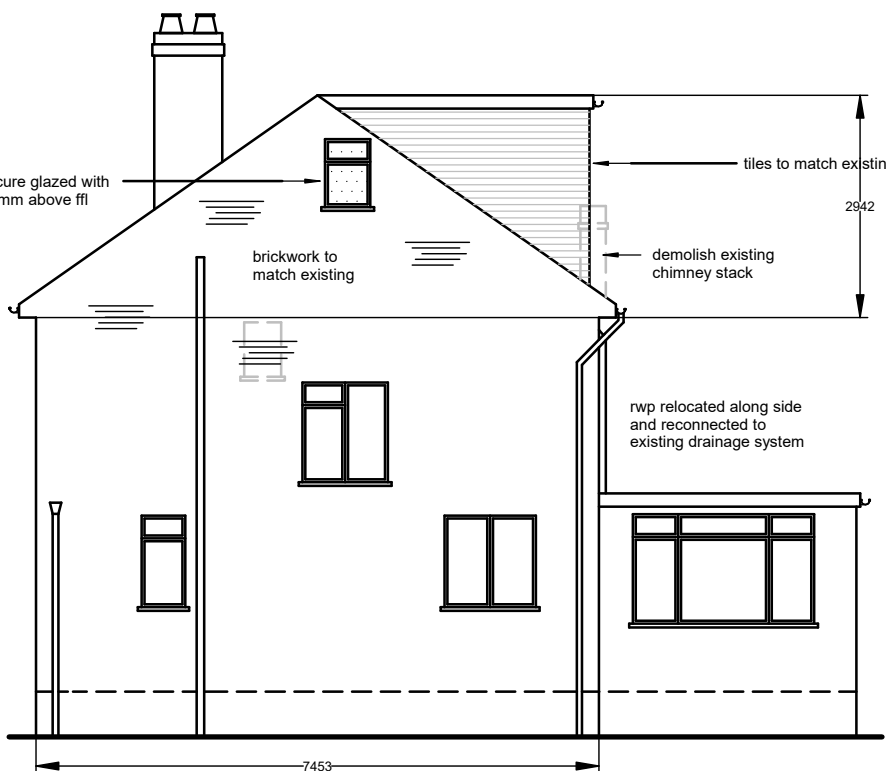 cure glazed with
mm above ffl
brickwork to
match existing
tiles to match existin
2942
demolish existing
chimney stack
rwp relocated along side
and reconnected to
existing drainage system
7453